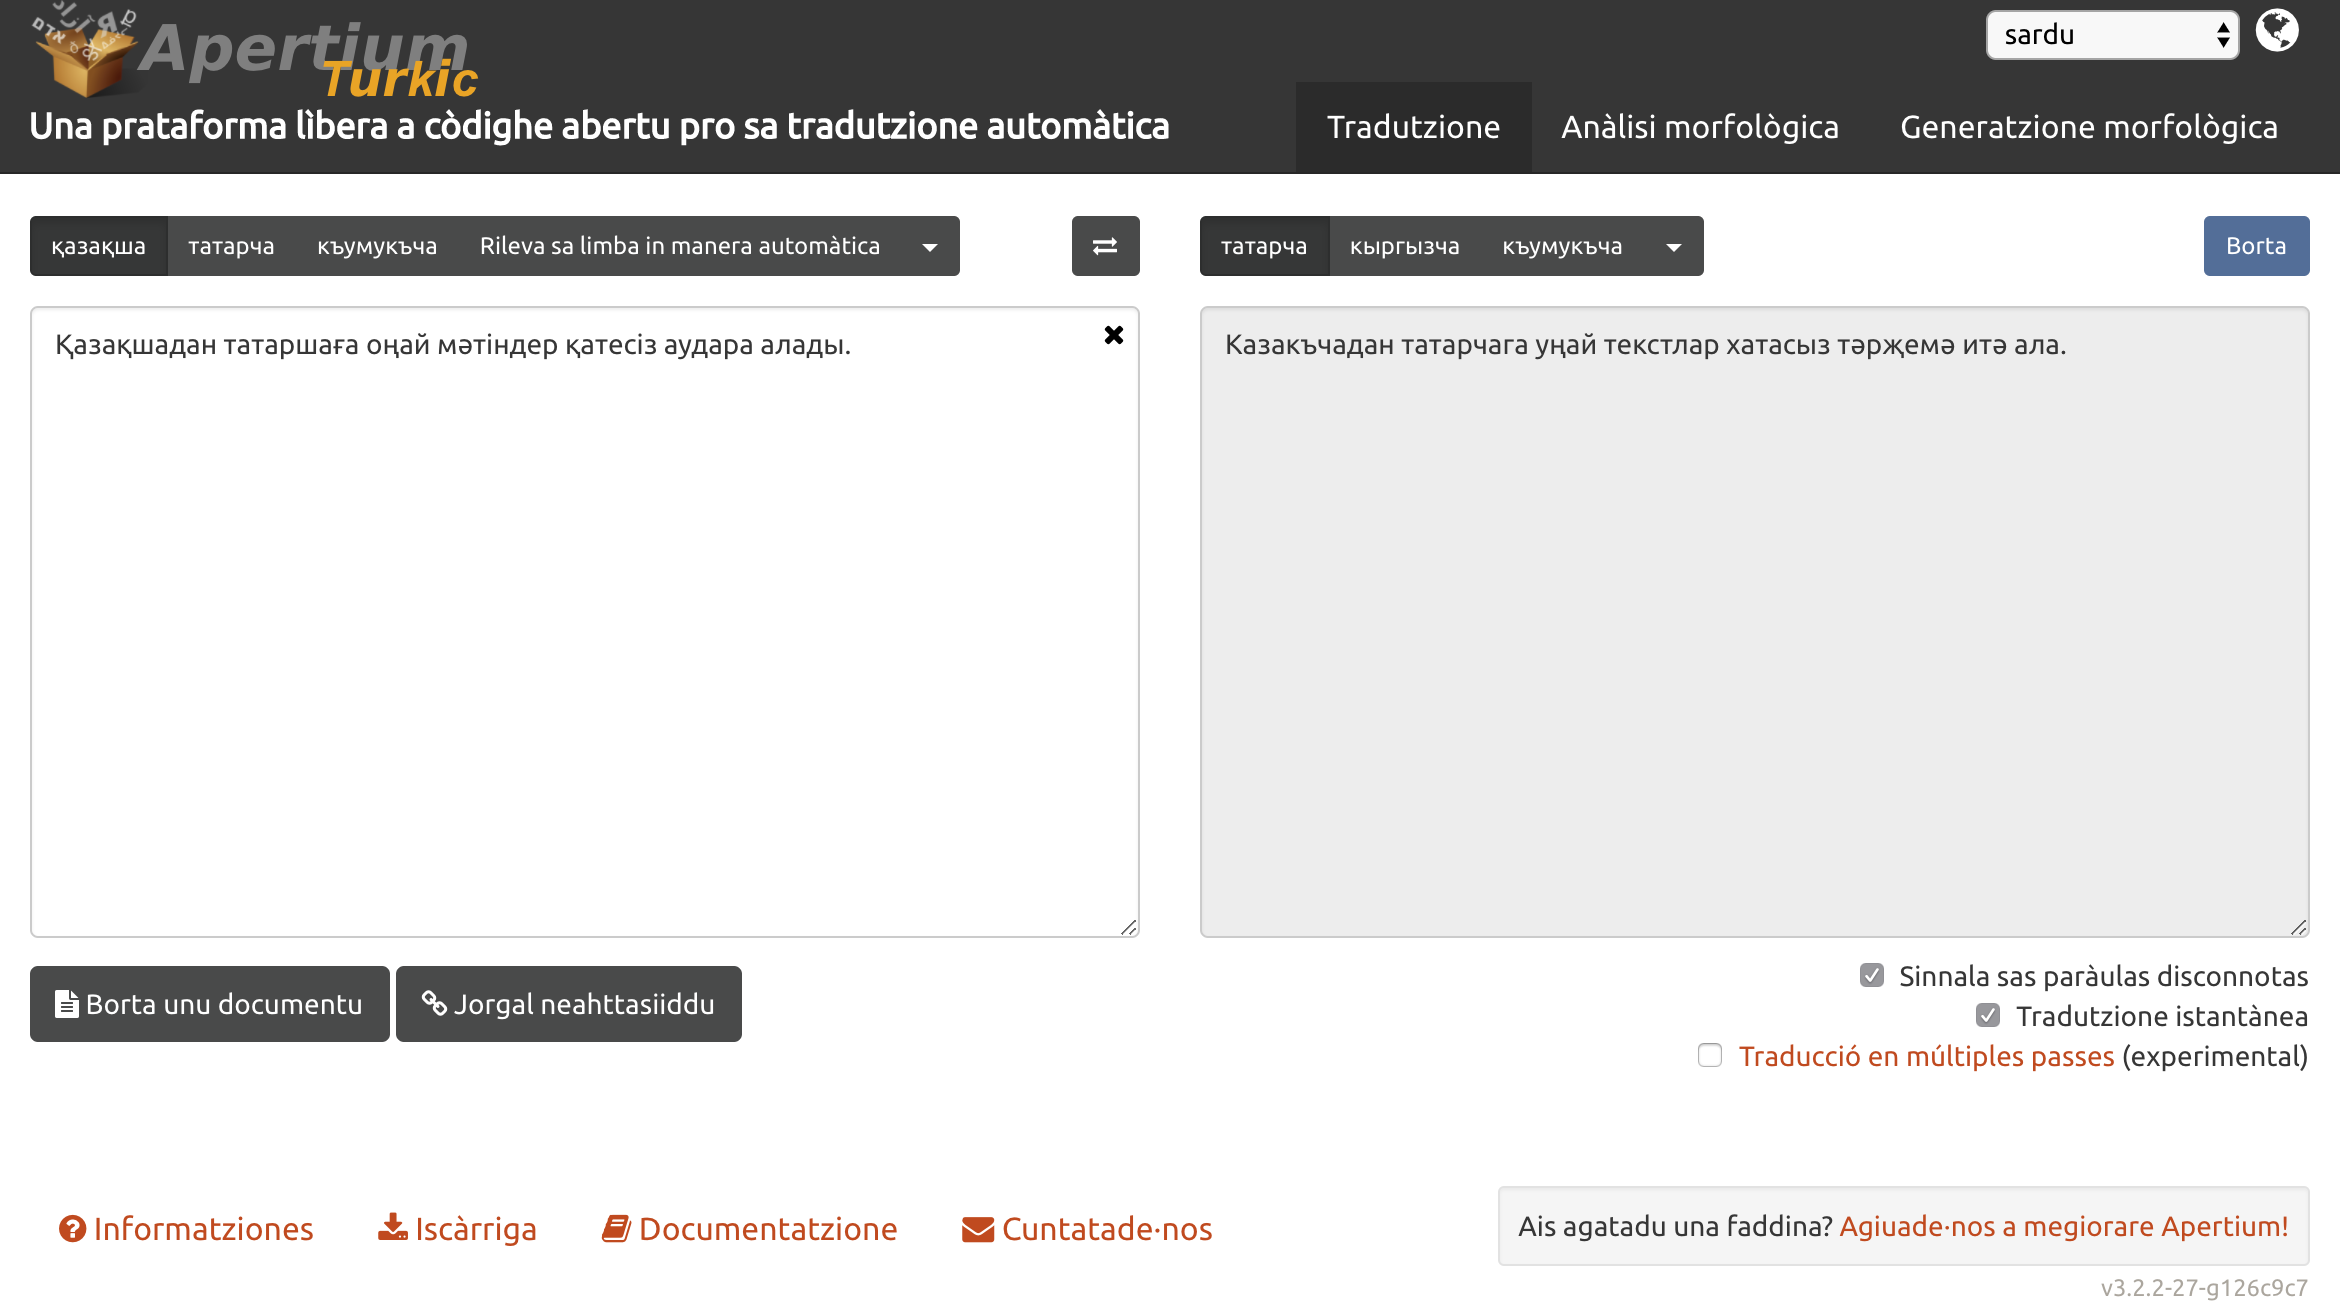 Apertium
Turkic
sardu
Una prataforma lìbera a còdighe abertu pro sa tradutzione automàtica
Tradutzione
Anàlisi morfològica
Generatzione morfològica
қазақша
татарча
къумукъча
Rileva sa limba in manera automàtica
татарча
кыргызча
къумукъча
Borta
Қазақшадан татаршаға оңай мәтіндер қатесіз аудара алады.
Казакъчадан татарчага уңай текстлар хатасыз тәрҗемә итә ала.
Borta unu documentu
Jorgal neahttasiiddu
Sinnala sas paràulas disconnotas
Tradutzione istantànea
Traducció en múltiples passes (experimental)
Informatziones
Iscàrriga
Documentatzione
Cuntatade·nos
Ais agatadu una faddina? Agiuade·nos a megiorare Apertium!
v3.2.2-27-g126c9c7